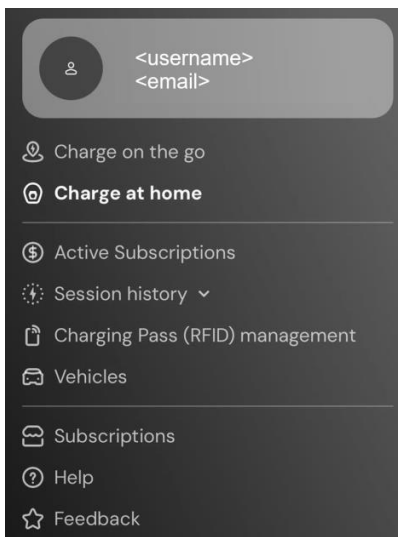 <username>
<email>
Charge on the go
Charge at home
Active Subscriptions
Session history
Charging Pass (RFID) management
Vehicles
Subscriptions
Help
Feedback